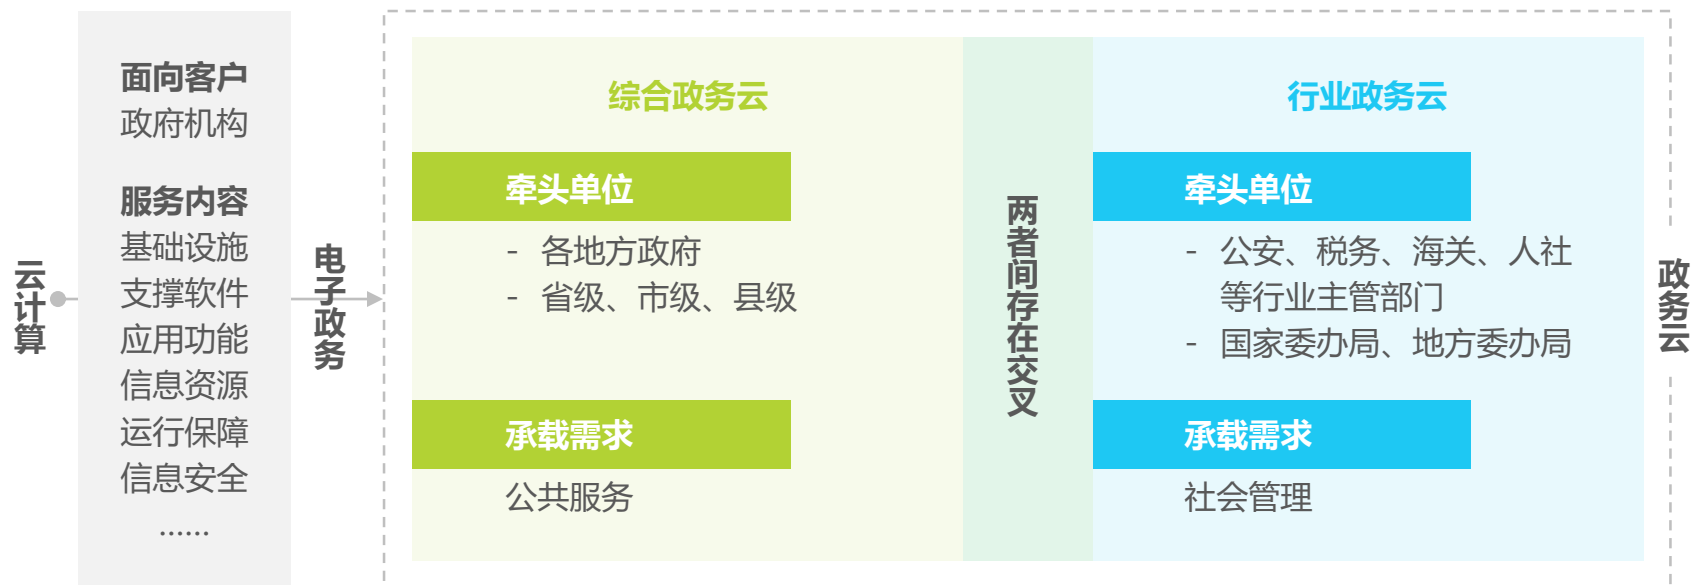 云计算
面向客户
政府机构
服务内容
基础设施
支撑软件
应用功能
信息资源
运行保障
信息安全
……
电子政务
综合政务云
牵头单位
- 各地方政府
- 省级、市级、县级
承载需求
公共服务
两者间存在交叉
行业政务云
牵头单位
- 公安、税务、海关、人社
等行业主管部门
- 国家委办局、地方委办局
承载需求
社会管理
政务云